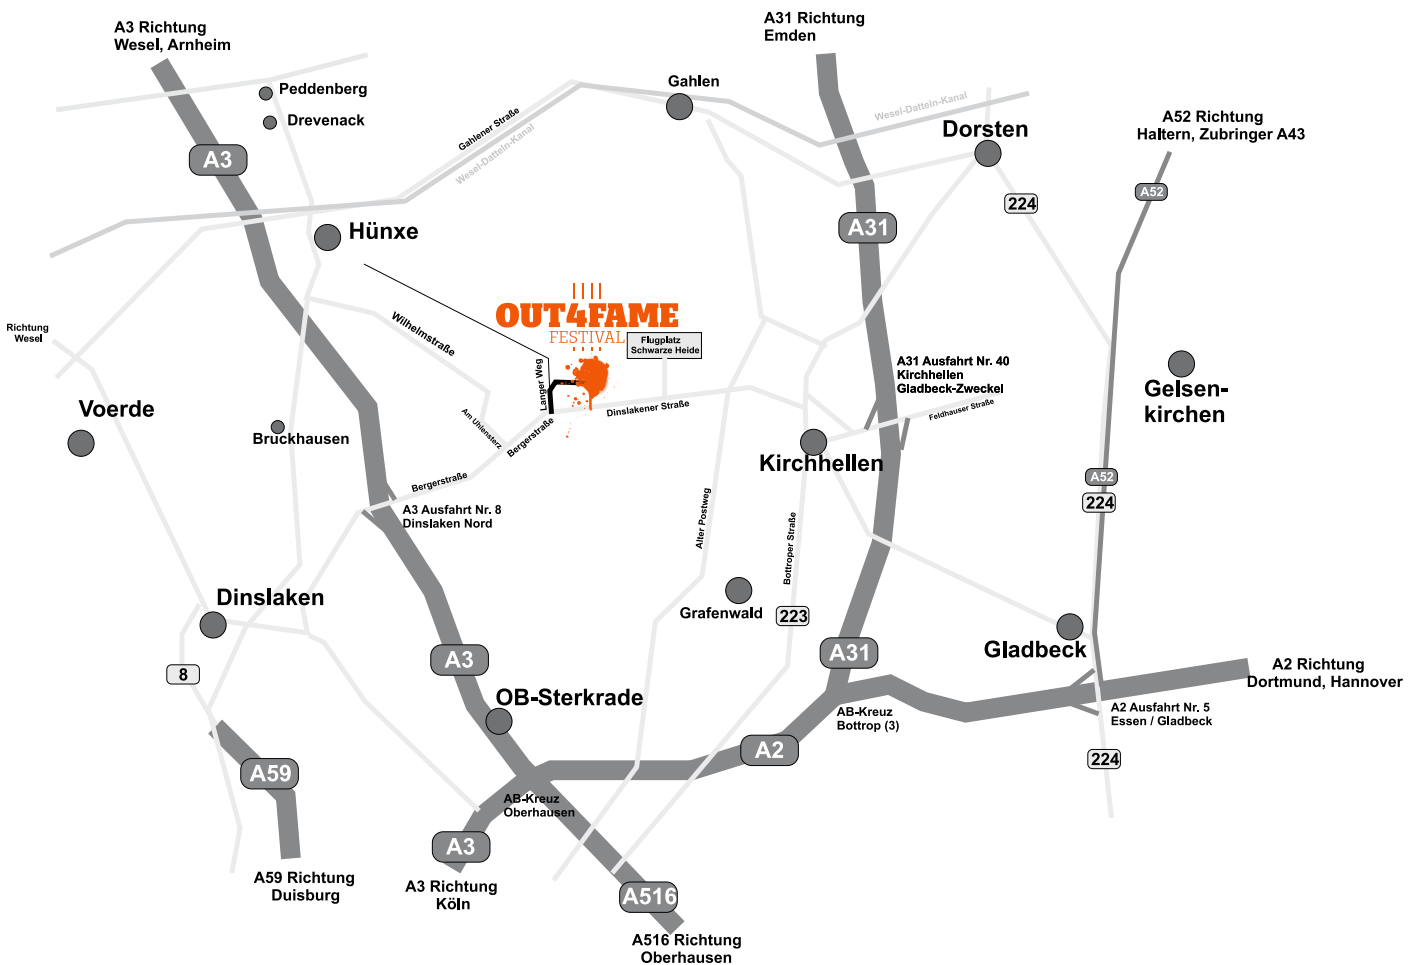 A31 Richtung
Emden
A3 Richtung
Wesel, Arnheim
Gahlen
Peddenberg
Drevenack
Gahlener Straße
Wesel-Datteln-Kanal
Wesel-Datteln-Kanal
Dorsten
A52 Richtung
Haltern, Zubringer A43
A3
A52
224
A31
Hünxe
OUT4FAME
FESTIVAL
Flugplatz
Schwarze Heide
Richtung
Wesel
Wilhelmstraße
Langer Weg
A31 Ausfahrt Nr. 40
Kirchhellen
Gladbeck-Zweckel
Gelsen-
kirchen
Voerde
Bruckhausen
Am Uhlensterz
Bergerstraße
Dinslakener Straße
Feldhauser Straße
Kirchhellen
Bergerstraße
A52
224
A3 Ausfahrt Nr. 8
Dinslaken Nord
Alter Postweg
Bottroper Straße
Dinslaken
Grafenwald
223
A3
A31
Gladbeck
8
A2 Richtung
Dortmund, Hannover
OB-Sterkrade
AB-Kreuz
Bottrop (3)
A2 Ausfahrt Nr. 5
Essen / Gladbeck
A2
224
A59
AB-Kreuz
Oberhausen
A3
A59 Richtung
Duisburg
A3 Richtung
Köln
A516
A516 Richtung
Oberhausen